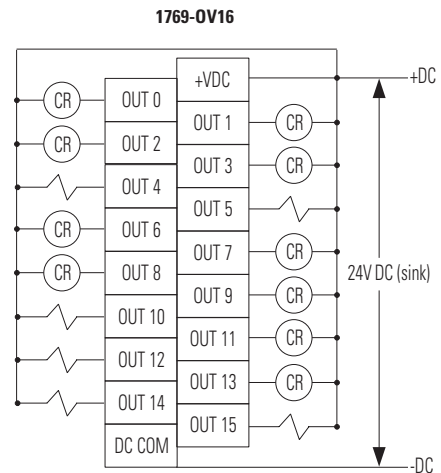 1769-OV16
+VDC
+DC
CR
OUT 0
OUT 1
CR
CR
OUT 2
OUT 3
CR
OUT 4
OUT 5
CR
OUT 6
OUT 7
CR
CR
OUT 8
24V DC (sink)
OUT 9
CR
OUT 10
OUT 11
CR
OUT 12
OUT 13
CR
OUT 14
OUT 15
DC COM
-DC